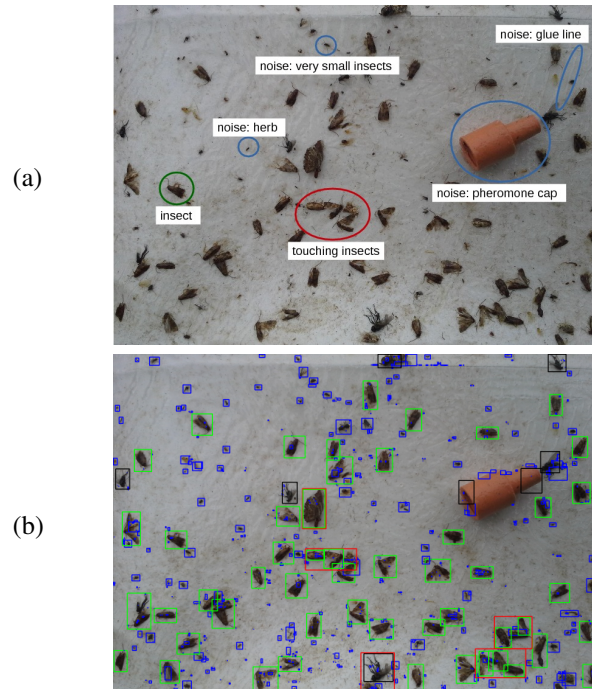 noise: glue line
noise: very small insects
noise: herb
(a)
noise: pheromone cap
insect
touching insects
(b)